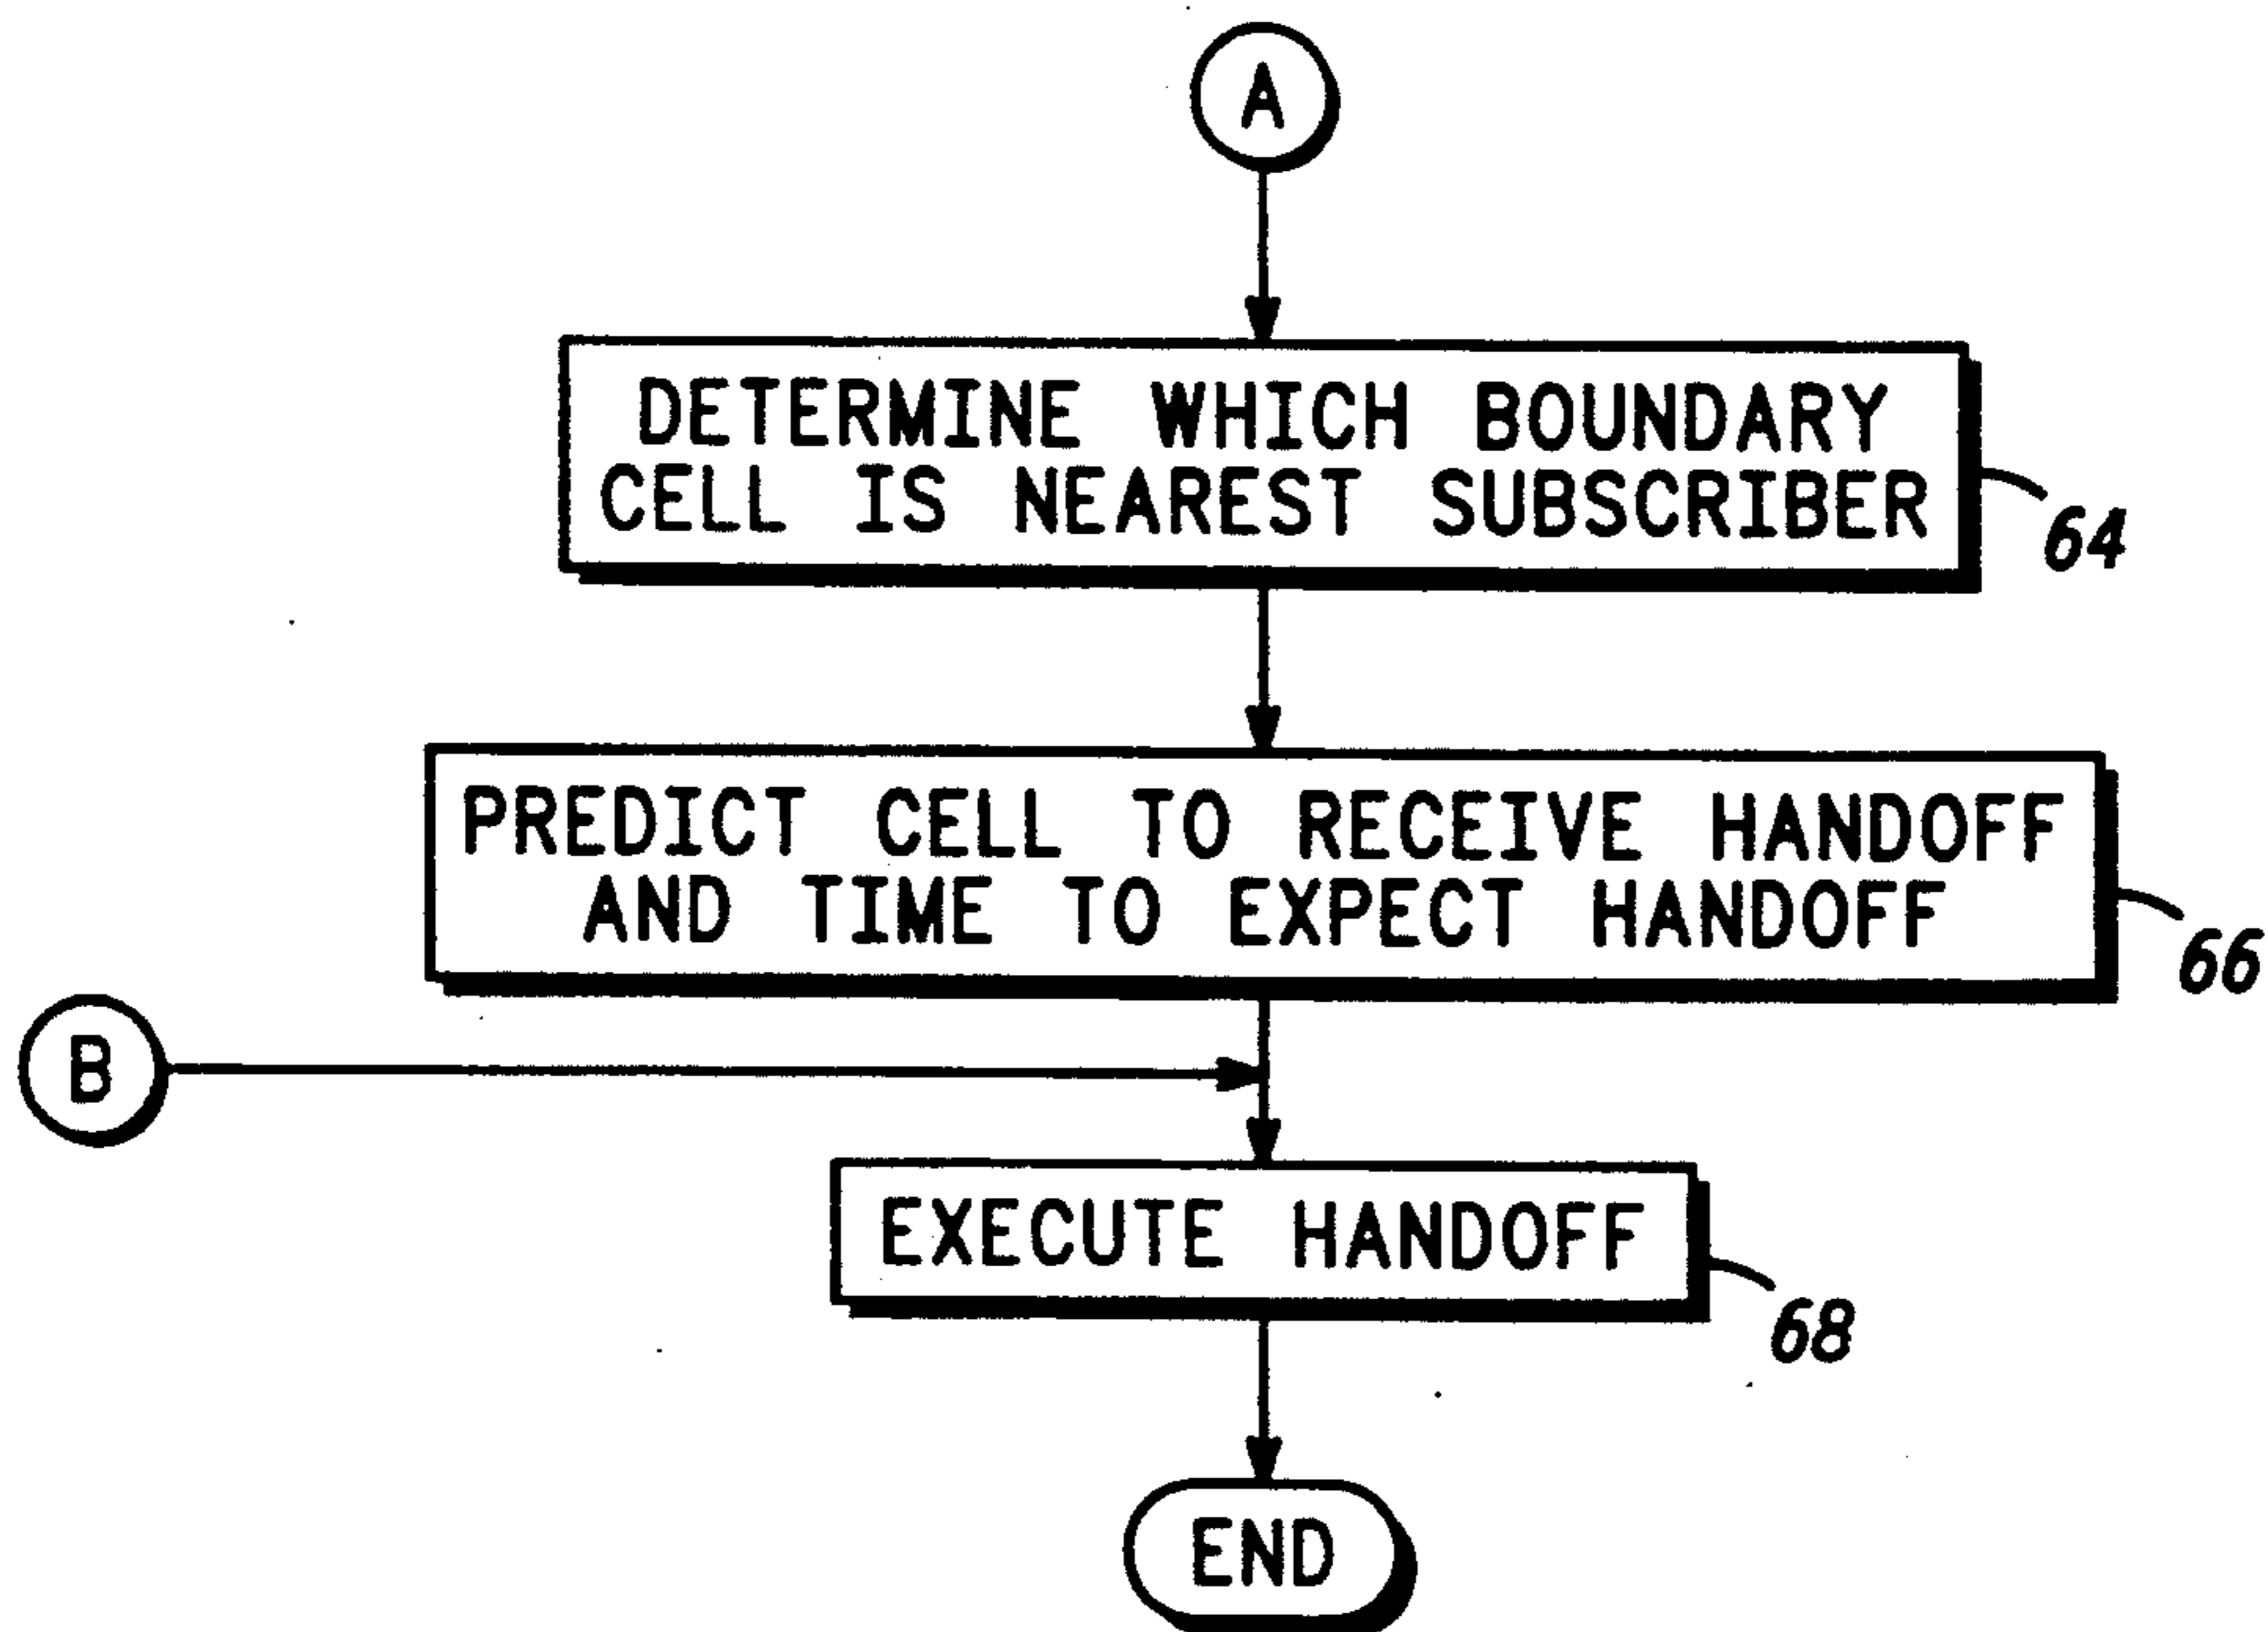 A
DETERMINE WHICH BOUNDARY
CELL IS NEAREST SUBSCRIBER
64
PREDICT CELL TO RECEIVE HANDOFF
AND TIME TO EXPECT HANDOFF
66
B
EXECUTE HANDOFF
68
END